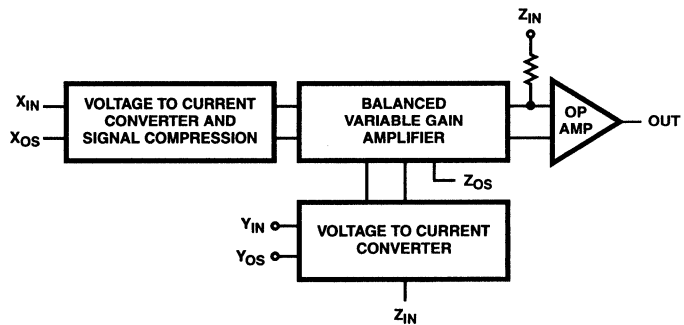 Z_IN
X_IN
X_OS
VOLTAGE TO CURRENT
CONVERTER AND
SIGNAL COMPRESSION
BALANCED
VARIABLE GAIN
AMPLIFIER
OP
AMP
OUT
Z_OS
Y_IN
Y_OS
VOLTAGE TO CURRENT
CONVERTER
Z_IN